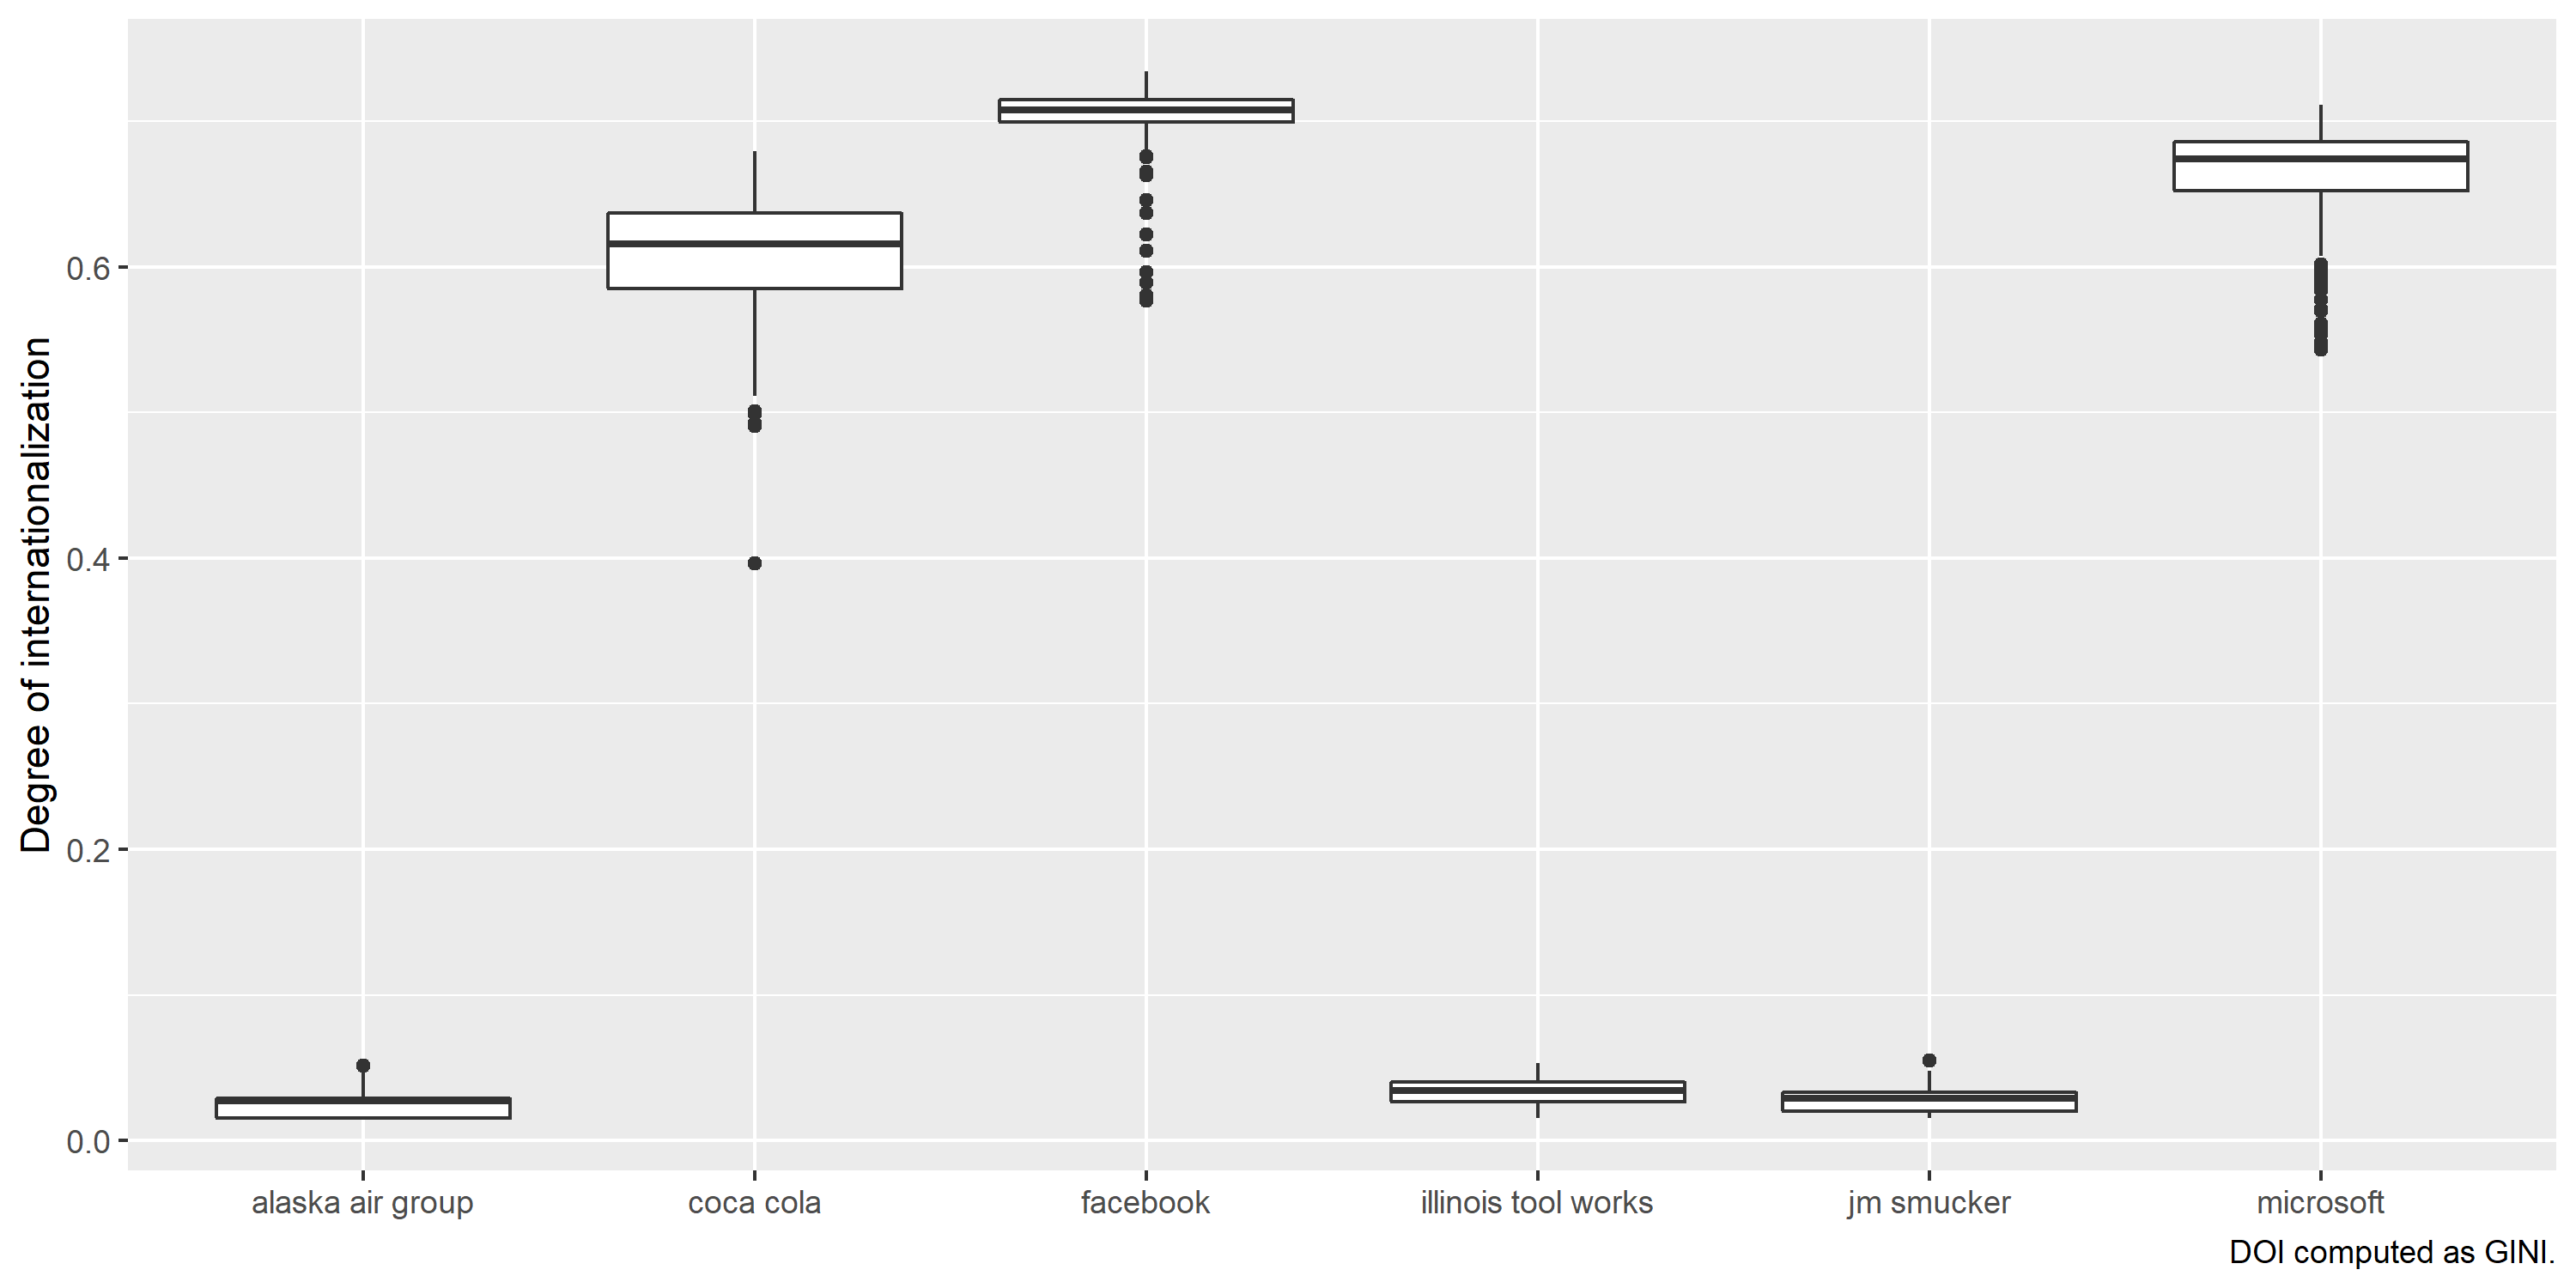 Degree of internationalization
0.6
0.4
0.2
0.0
alaska air group
coca cola
facebook
illinois tool works
jm smucker
microsoft
DOI computed as GINI.